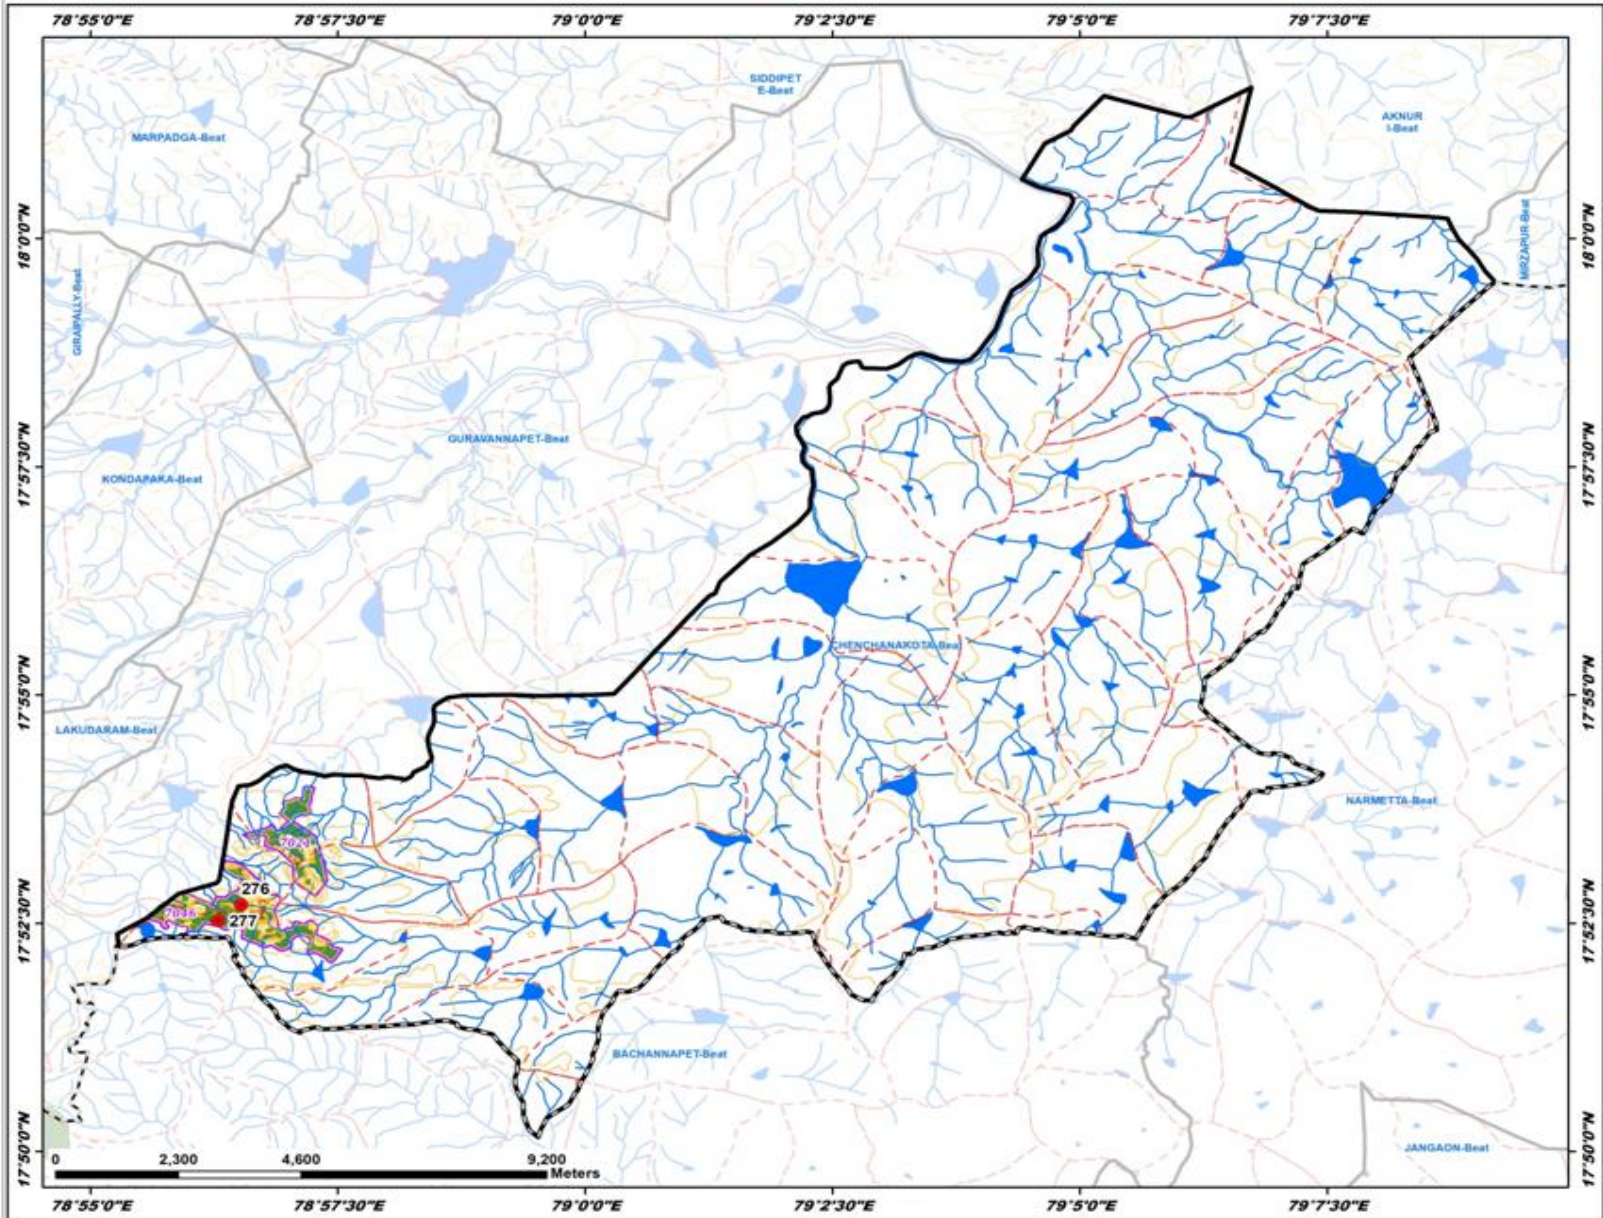 78°55'0"E 78°57'30"E 79°0'0"E 79°2'30"E 79°5'0"E 79°7'30"E
SIDDIPET
E-Beat
AKNUR
I-Beat
MARPADGA-Beat
MIRZAPUR-Beat
18°0'0"N
18°0'0"N
GIRAIPALLY-Beat
GURAVANNAPET-Beat
KONDAPAKA-Beat
17°57'30"N
17°57'30"N
CHENCHANAKOTA-Beat
17°55'0"N
17°55'0"N
LAKUDARAM-Beat
NARMETTA-Beat
7021
276
7046
277
17°52'30"N
17°52'30"N
BACHANNAPET-Beat
JANGAON-Beat
17°50'0"N
17°50'0"N
0 2,300 4,600 9,200
Meters
78°55'0"E 78°57'30"E 79°0'0"E 79°2'30"E 79°5'0"E 79°7'30"E